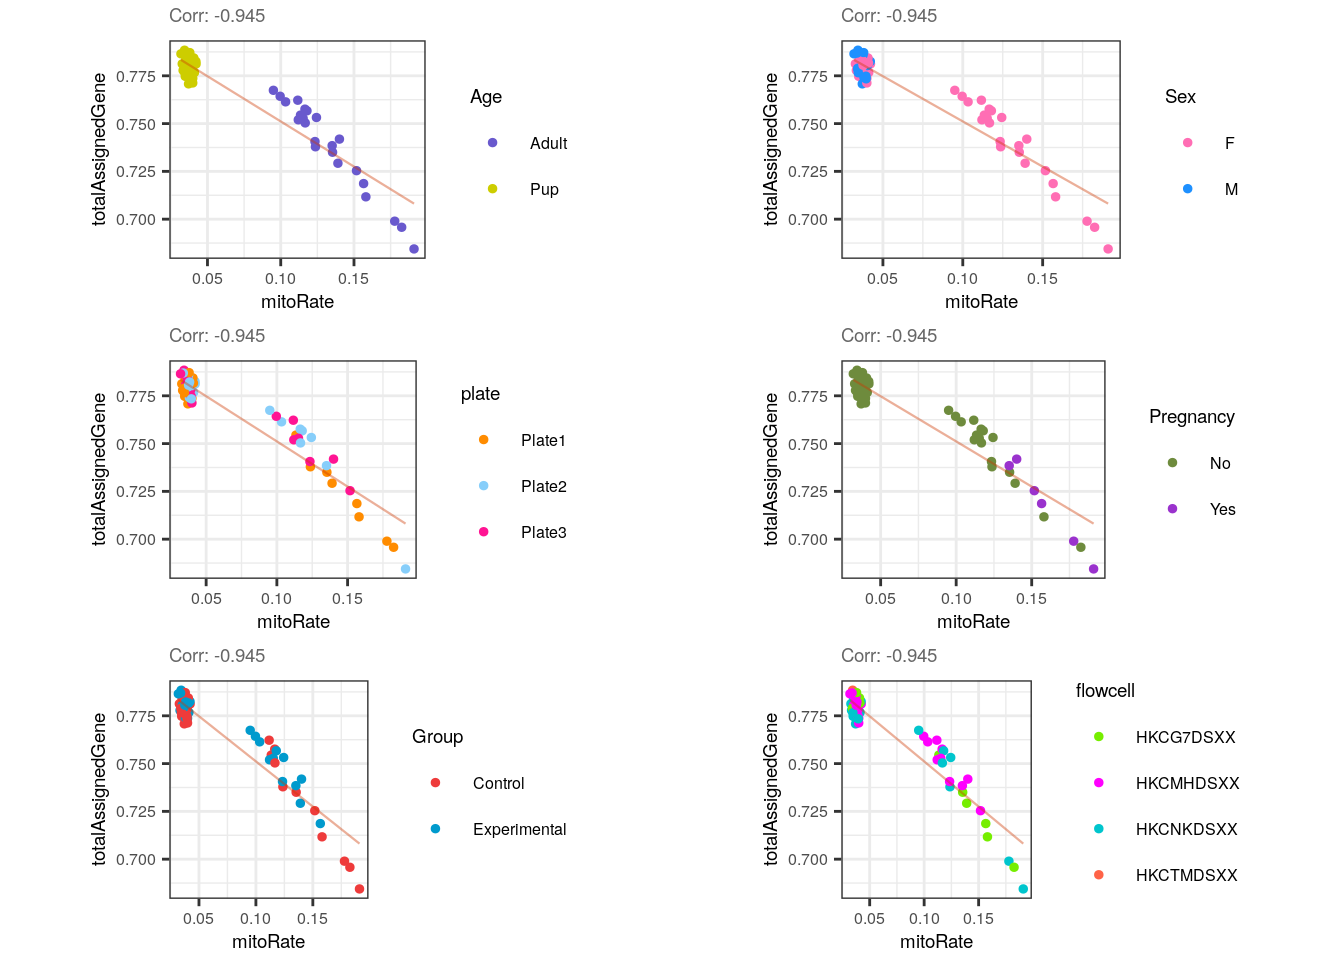 Corr: -0.945
totalAssignedGene
0.775
0.750
0.725
0.700
0.05 0.10 0.15
mitoRate
Age
Adult
Pup
Corr: -0.945
totalAssignedGene
0.775
0.750
0.725
0.700
0.05 0.10 0.15
mitoRate
Sex
F
M
Corr: -0.945
totalAssignedGene
0.775
0.750
0.725
0.700
0.05 0.10 0.15
mitoRate
plate
Plate1
Plate2
Plate3
Corr: -0.945
totalAssignedGene
0.775
0.750
0.725
0.700
0.05 0.10 0.15
mitoRate
Pregnancy
No
Yes
Corr: -0.945
totalAssignedGene
0.775
0.750
0.725
0.700
0.05 0.10 0.15
mitoRate
Group
Control
Experimental
Corr: -0.945
totalAssignedGene
0.775
0.750
0.725
0.700
0.05 0.10 0.15
mitoRate
flowcell
HKCG7DSXX
HKCMHDSXX
HKCNKDSXX
HKCTMDSXX